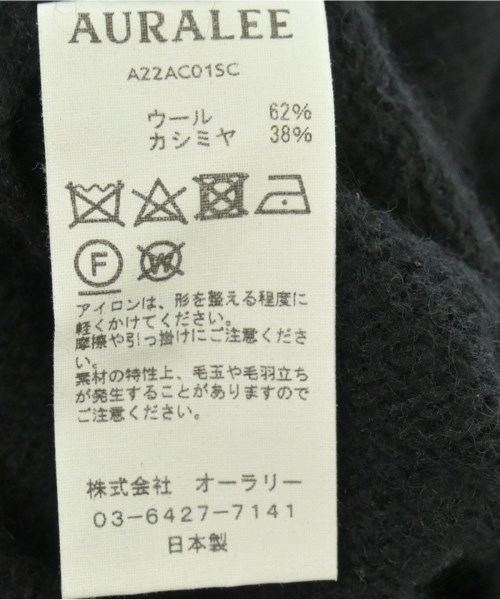 AURALEE
A22AC01SC
ウール 62%
カシミヤ 38%
F W
アイロンは、形を整える程度に
軽くかけてください。
摩擦や引っ掛けにご注意くださ
い。
素材の特性上、毛玉や毛羽立ち
が発生することがありますので
ご注意ください。
株式会社 オーラリー
03-6427-7141
日本製